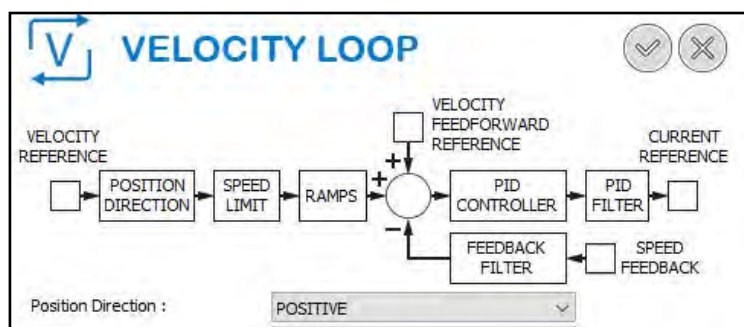 V VELOCITY LOOP
VELOCITY
FEEDFORWARD
REFERENCE
VELOCITY
REFERENCE
CURRENT
REFERENCE
+
+
POSITION
DIRECTION
SPEED
LIMIT
RAMPS
PID
CONTROLLER
PID
FILTER
−
FEEDBACK
FILTER
SPEED
FEEDBACK
Position Direction :
POSITIVE